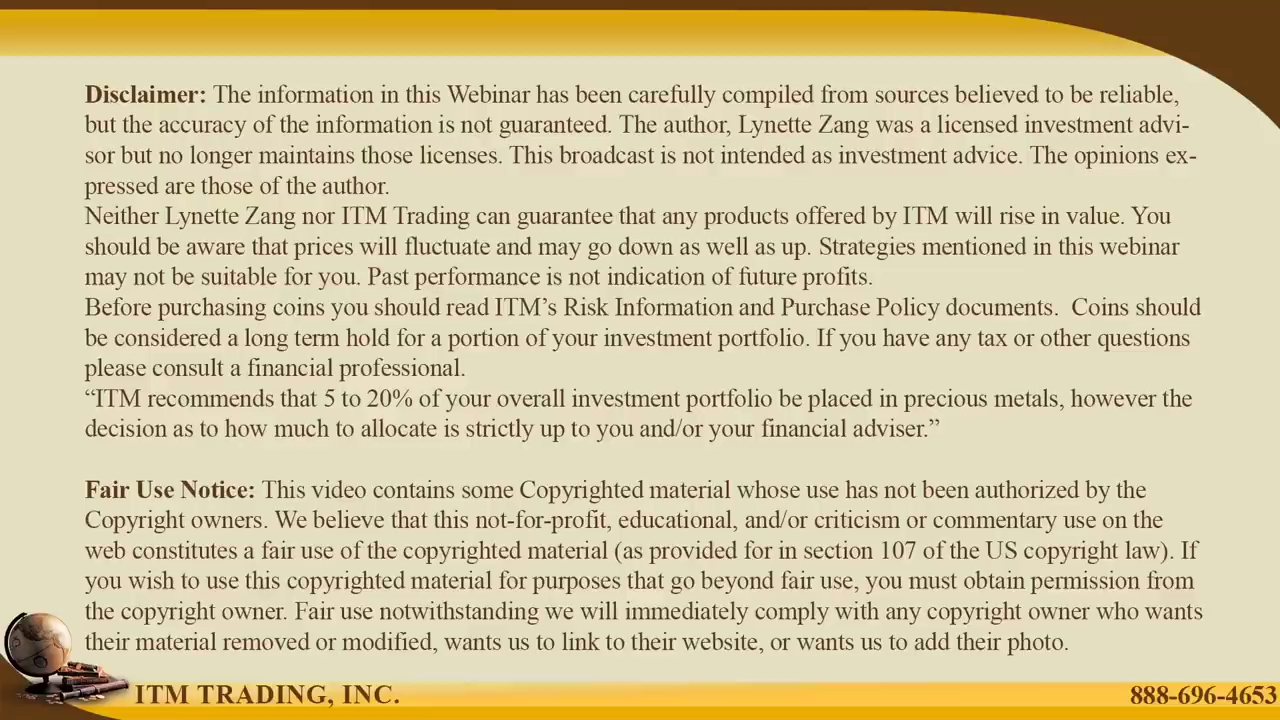 Disclaimer: The information in this Webinar has been carefully compiled from sources believed to be reliable,
but the accuracy of the information is not guaranteed. The author, Lynette Zang was a licensed investment advi-
sor but no longer maintains those licenses. This broadcast is not intended as investment advice. The opinions ex-
pressed are those of the author.
Neither Lynette Zang nor ITM Trading can guarantee that any products offered by ITM will rise in value. You
should be aware that prices will fluctuate and may go down as well as up. Strategies mentioned in this webinar
may not be suitable for you. Past performance is not indication of future profits.
Before purchasing coins you should read ITM’s Risk Information and Purchase Policy documents.  Coins should
be considered a long term hold for a portion of your investment portfolio. If you have any tax or other questions
please consult a financial professional.
“ITM recommends that 5 to 20% of your overall investment portfolio be placed in precious metals, however the
decision as to how much to allocate is strictly up to you and/or your financial adviser.”
Fair Use Notice: This video contains some Copyrighted material whose use has not been authorized by the
Copyright owners. We believe that this not-for-profit, educational, and/or criticism or commentary use on the
web constitutes a fair use of the copyrighted material (as provided for in section 107 of the US copyright law). If
you wish to use this copyrighted material for purposes that go beyond fair use, you must obtain permission from
the copyright owner. Fair use notwithstanding we will immediately comply with any copyright owner who wants
their material removed or modified, wants us to link to their website, or wants us to add their photo.
ITM TRADING, INC.
888-696-4653